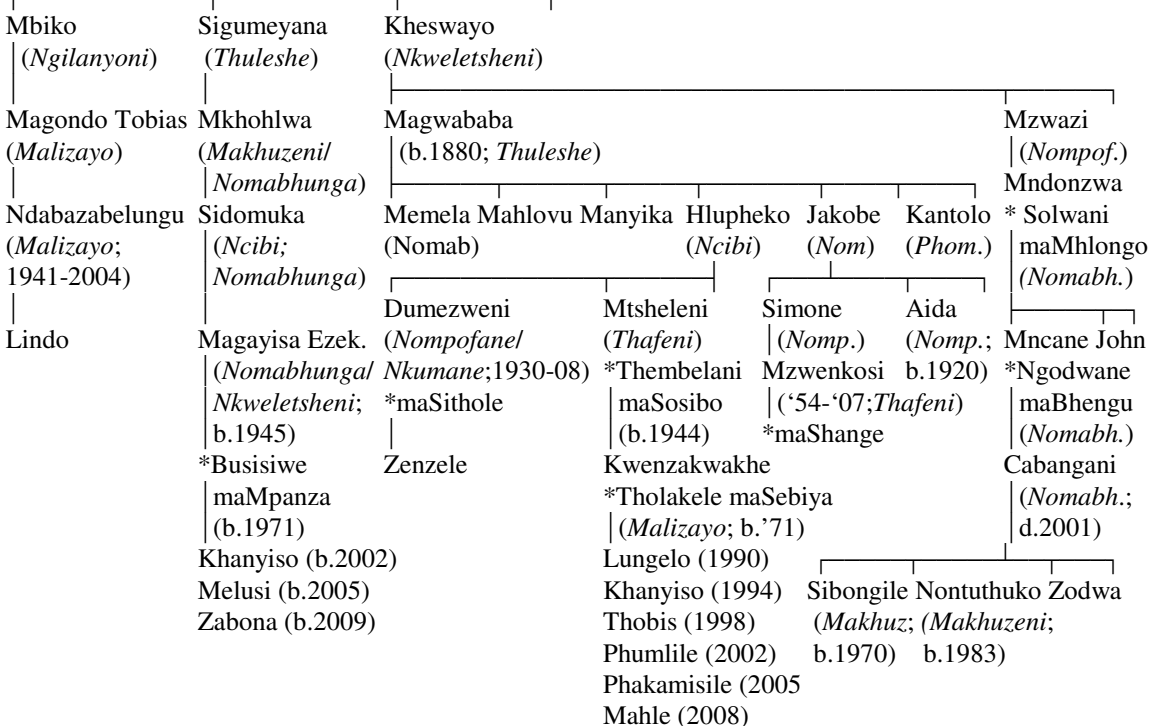 Mbiko Sigumeyana Kheswayo
(Ngilanyoni) (Thuleshe) (Nkweletsheni)
Magondo Tobias Mkhohlwa Magwababa Mzwazi
(Malizayo) (Makhuzeni/ (b.1880; Thuleshe) (Nompof.)
Nomabhunga) Mndonzwa
Ndabazabelungu Sidomuka Memela Mahlovu Manyika Hlupheko Jakobe Kantolo * Solwani
(Malizayo; (Ncibi; (Nomab) (Ncibi) (Nom) (Phom.) maMhlongo
1941-2004) Nomabhunga) (Nomabh.)
Dumezweni Mtsheleni Simone Aida
Lindo Magayisa Ezek. (Nompofane/ (Thafeni) (Nomp.) (Nomp.; Mncane John
(Nomabhunga/ Nkumane;1930-08) *Thembelani Mzwenkosi b.1920) *Ngodwane
Nkweletsheni; *maSithole maSosibo (‘54-‘07;Thafeni) maBhengu
b.1945) (b.1944) *maShange (Nomabh.)
*Busisiwe Zenzele Kwenzakwakhe Cabangani
maMpanza *Tholakele maSebiya (Nomabh.;
(b.1971) (Malizayo; b.’71) d.2001)
Khanyiso (b.2002) Lungelo (1990)
Melusi (b.2005) Khanyiso (1994) Sibongile Nontuthuko Zodwa
Zabona (b.2009) Thobis (1998) (Makhuz; (Makhuzeni;
Phumlile (2002) b.1970) b.1983)
Phakamisile (2005
Mahle (2008)